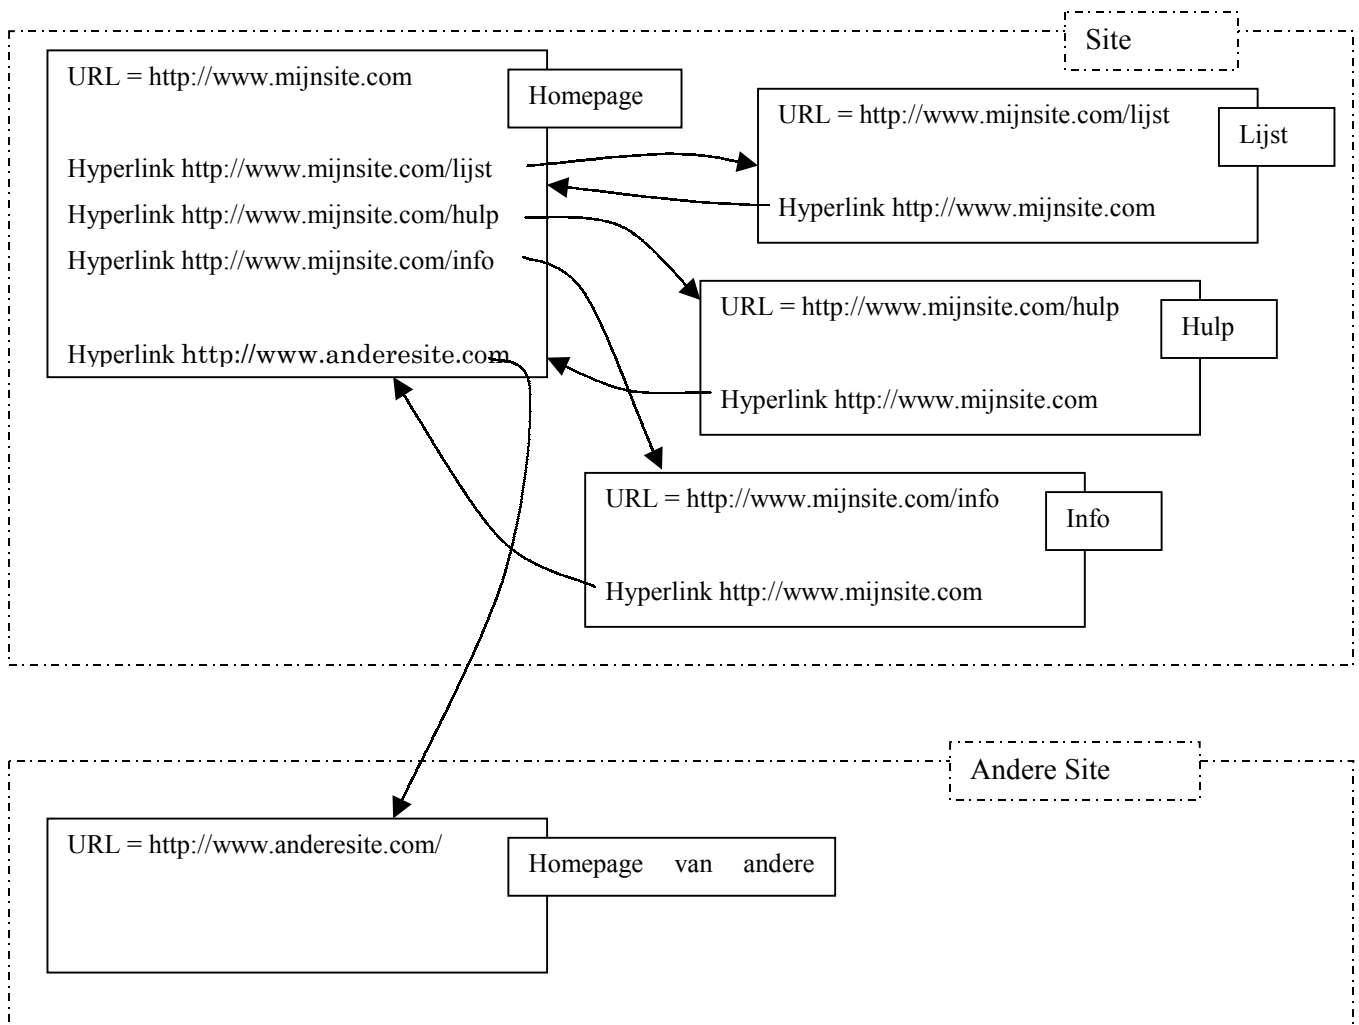 Site
URL = http://www.mijnsite.com
Homepage
Hyperlink http://www.mijnsite.com/lijst
Hyperlink http://www.mijnsite.com/hulp
Hyperlink http://www.mijnsite.com/info
Hyperlink http://www.anderesite.com
URL = http://www.mijnsite.com/lijst
Lijst
Hyperlink http://www.mijnsite.com
URL = http://www.mijnsite.com/hulp
Hulp
Hyperlink http://www.mijnsite.com
URL = http://www.mijnsite.com/info
Info
Hyperlink http://www.mijnsite.com
Andere Site
URL = http://www.anderesite.com/
Homepage van andere